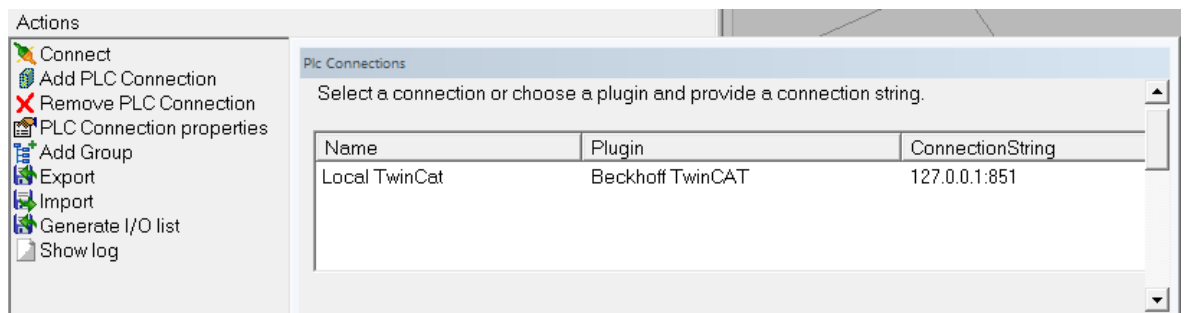 Actions
Connect
Add PLC Connection
Remove PLC Connection
PLC Connection properties
Add Group
Export
Import
Generate I/O list
Show log
Plc Connections
Select a connection or choose a plugin and provide a connection string.
Name Plugin ConnectionString
Local TwinCat Beckhoff TwinCAT 127.0.0.1:851